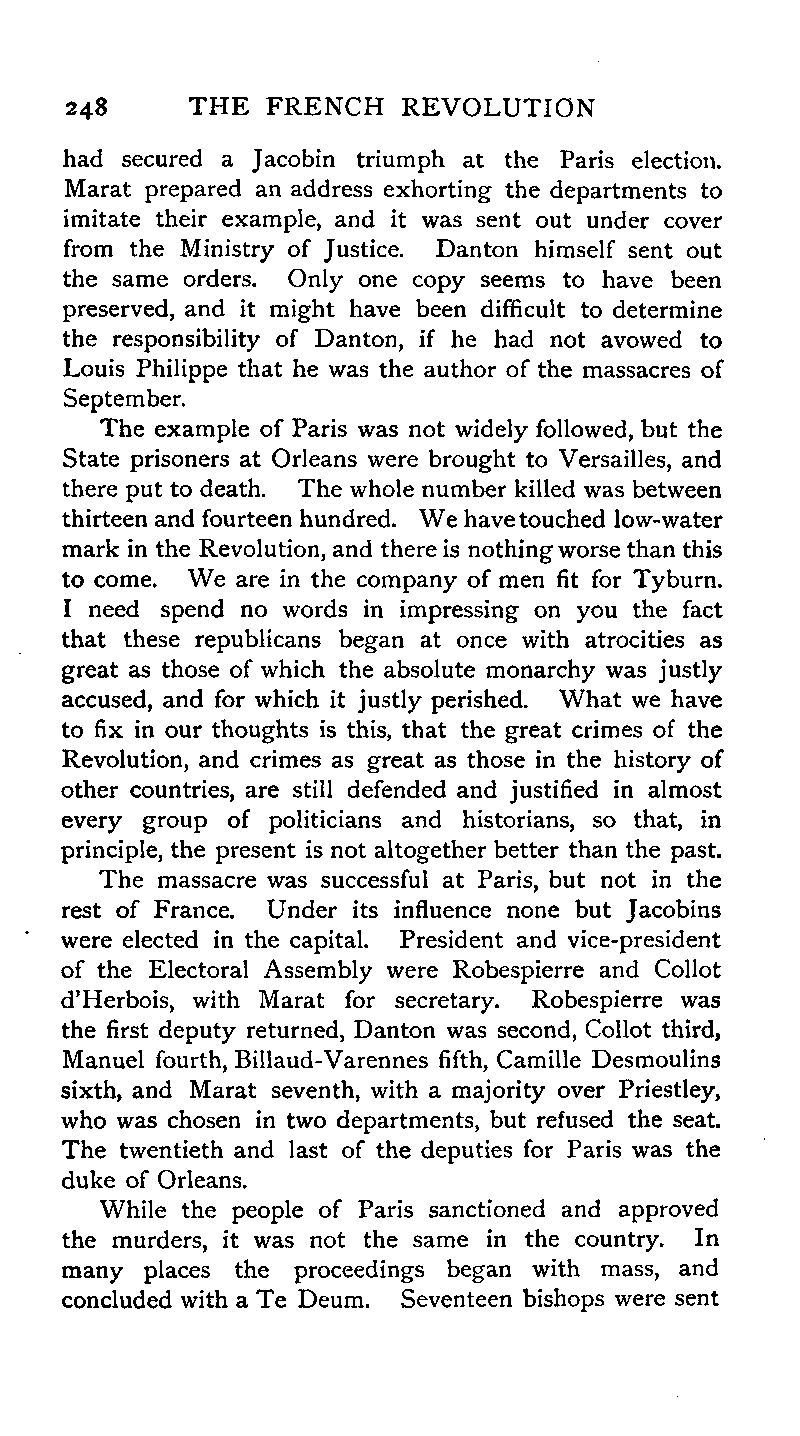 248 THE FRENCH REVOLUTION
had secured a Jacobin triumph at the Paris election.
Marat prepared an address exhorting the departments to
imitate their example, and it was sent out under cover
from the Ministry of Justice. Danton himself sent out
the same orders. Only one copy seems to have been
preserved, and it might have been difficult to determine
the responsibility of Danton, if he had not avowed to
Louis Philippe that he was the author of the massacres of
September.
The example of Paris was not widely followed, but the
State prisoners at Orleans were brought to Versailles, and
there put to death. The whole number killed was between
thirteen and fourteen hundred. We have touched low-water
mark in the Revolution, and there is nothing worse than this
to come. We are in the company of men fit for Tyburn.
I need spend no words in impressing on you the fact
that these republicans began at once with atrocities as
great as those of which the absolute monarchy was justly
accused, and for which it justly perished. What we have
to fix in our thoughts is this, that the great crimes of the
Revolution, and crimes as great as those in the history of
other countries, are still defended and justified in almost
every group of politicians and historians, so that, in
principle, the present is not altogether better than the past.
The massacre was successful at Paris, but not in the
rest of France. Under its influence none but Jacobins
were elected in the capital. President and vice-president
of the Electoral Assembly were Robespierre and Collot
d'Herbois, with Marat for secretary. Robespierre was
the first deputy returned, Danton was second, Collot third,
Manuel fourth, Billaud-Varennes fifth, Camille Desmoulins
sixth, and Marat seventh, with a majority over Priestley,
who was chosen in two departments, but refused the seat.
The twentieth and last of the deputies for Paris was the
duke of Orleans.
While the people of Paris sanctioned and approved
the murders, it was not the same in the country. In
many places the proceedings began with mass, and
concluded with a Te Deum. Seventeen bishops were sent